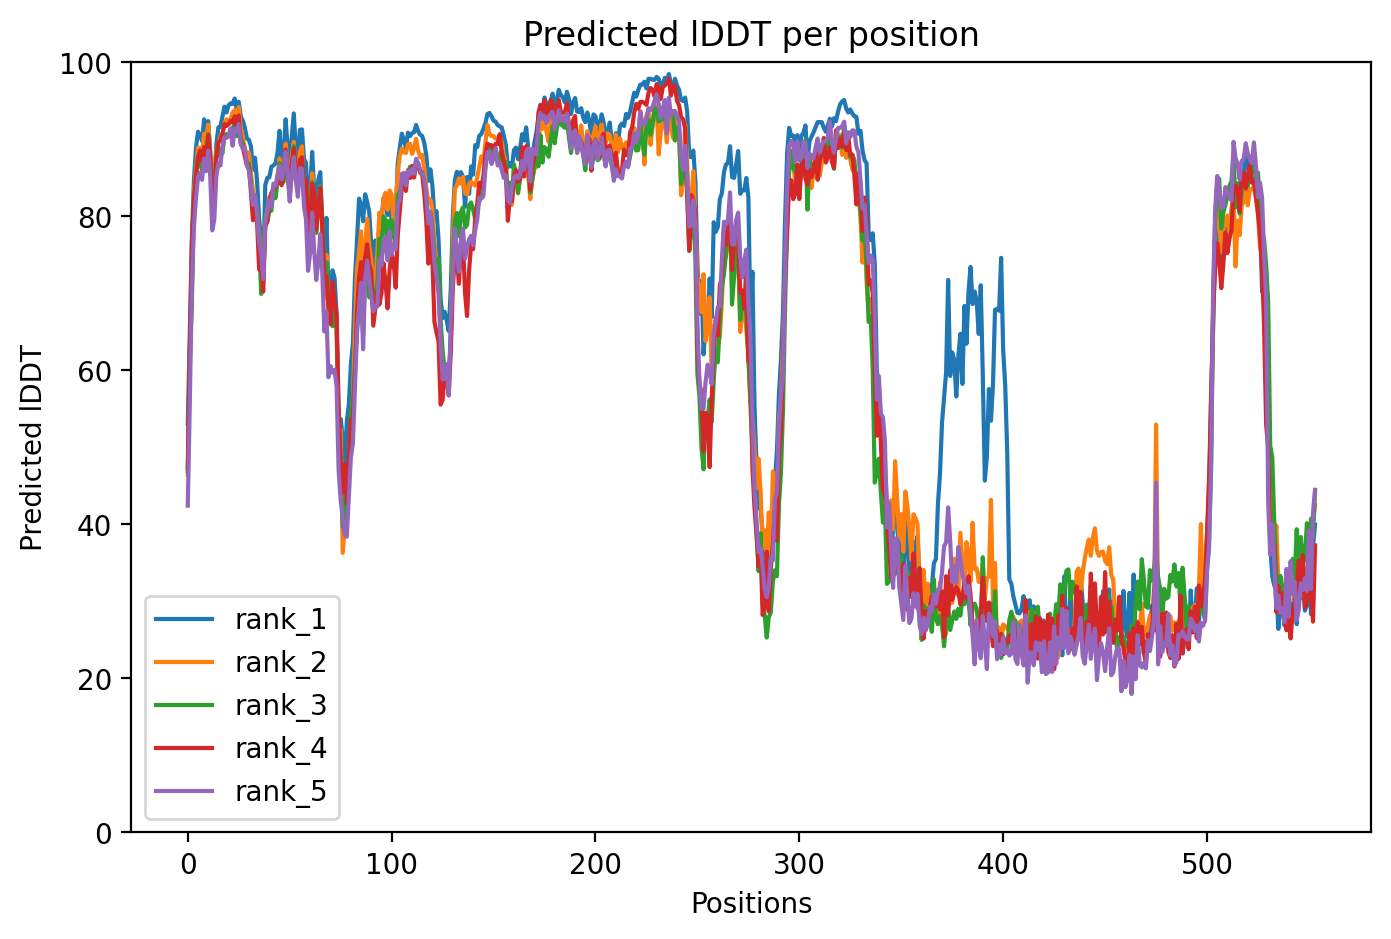 Predicted lDDT per position
100
80
60
40
20
0
Predicted lDDT
rank_1
rank_2
rank_3
rank_4
rank_5
0 100 200 300 400 500
Positions